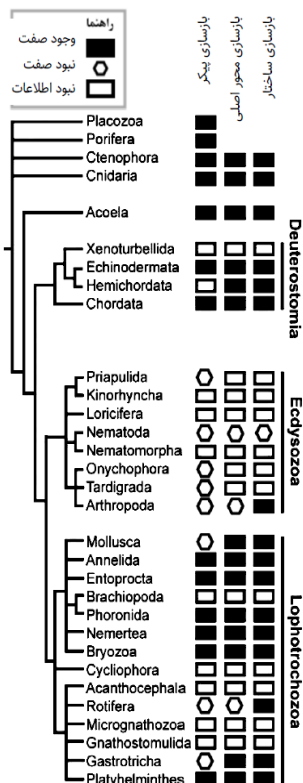 راهنما
وجود صفت
نبود صفت
نبود اطلاعات
بازسازی پیکر
بازسازی محور اصلی
بازسازی ساختار
Placozoa
Porifera
Ctenophora
Cnidaria
Acoela
Deuterostomia
Xenoturbellida
Echinodermata
Hemichordata
Chordata
Ecdysozoa
Priapulida
Kinorhyncha
Loricifera
Nematoda
Nematomorpha
Onychophora
Tardigrada
Arthropoda
Lophotrochozoa
Mollusca
Annelida
Entoprocta
Brachiopoda
Phoronida
Nemertea
Bryozoa
Cycliophora
Acanthocephala
Rotifera
Micrognathozoa
Gnathostomulida
Gastrotricha
Platyhelminthes